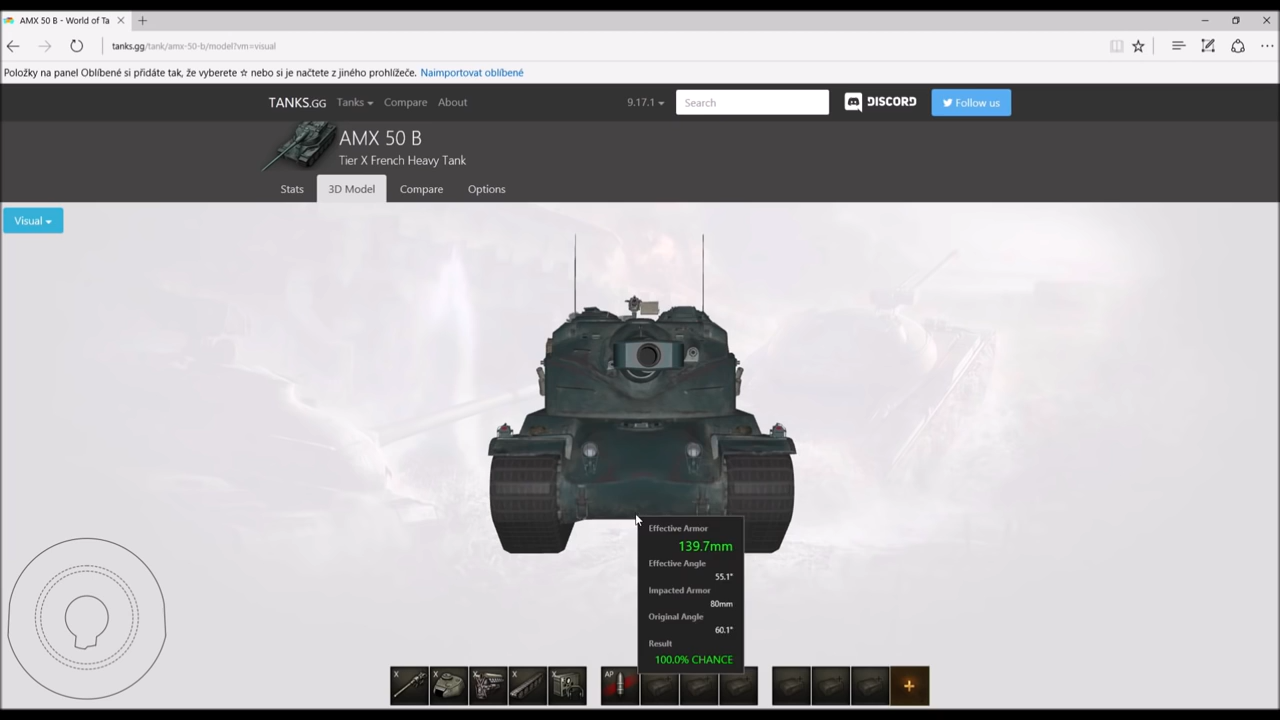 AMX 50 B - World of Ta
tanks.gg/tank/amx-50-b/model?vm=visual
Položky na panel Oblíbené si přidáte tak, že vyberete ☆ nebo si je načtete z jiného prohlížeče. Naimportovat oblíbené
TANKS.GG Tanks Compare About 9.17.1 Search DISCORD Follow us
AMX 50 B
Tier X French Heavy Tank
Stats 3D Model Compare Options
Visual
Effective Armor
139.7mm
Effective Angle
55.1°
Impacted Armor
80mm
Original Angle
60.1°
Result
100.0% CHANCE
X X X X X AP